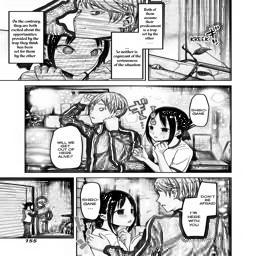 Both of
them
assume
their
predicament
is a trap
set by the
other
On the contrary,
they are both
excited about the
opportunities
provided by the
trap they think
has been
set for them
by the
other
So neither is
cognizant of the
seriousness
of the situation
KREEK
SHIRO-
GANE...
WILL WE
GET OUT
OF HERE
ALIVE?
DON'T
BE
AFRAID
I'M
HERE WITH
YOU
SHIRO-
GANE...
155